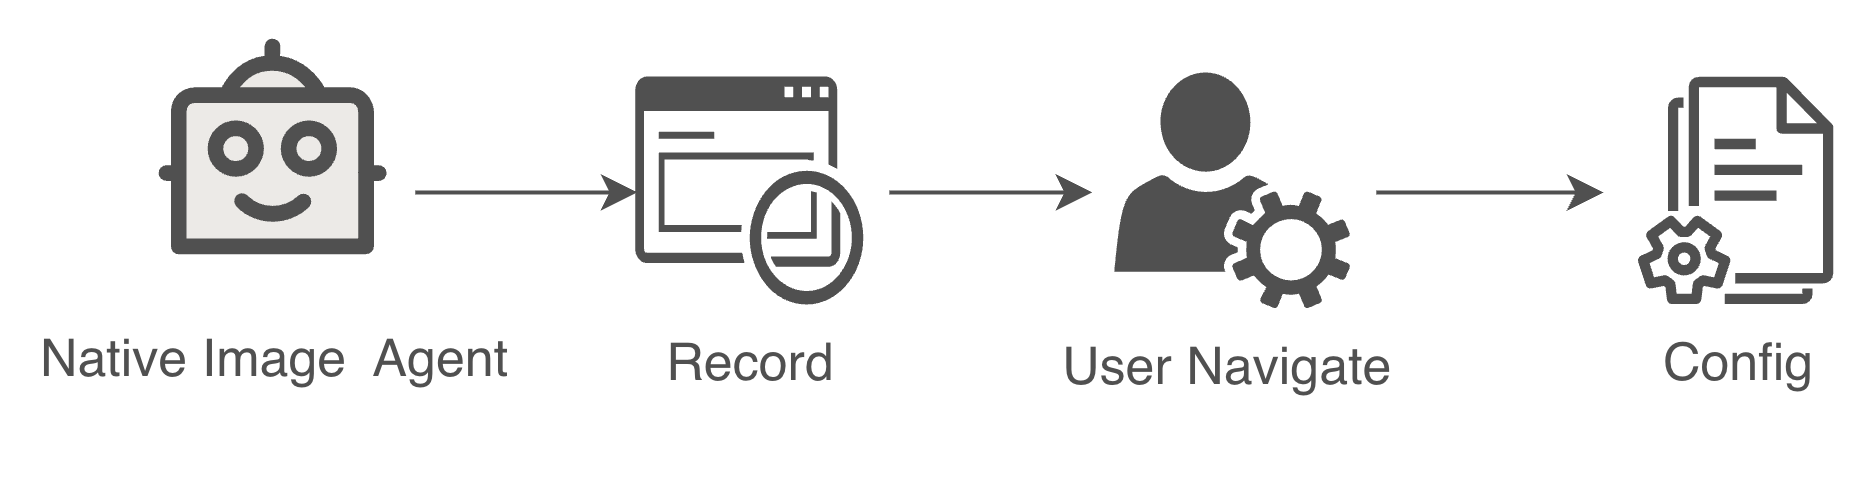 Native Image  Agent
Record
User Navigate
Config